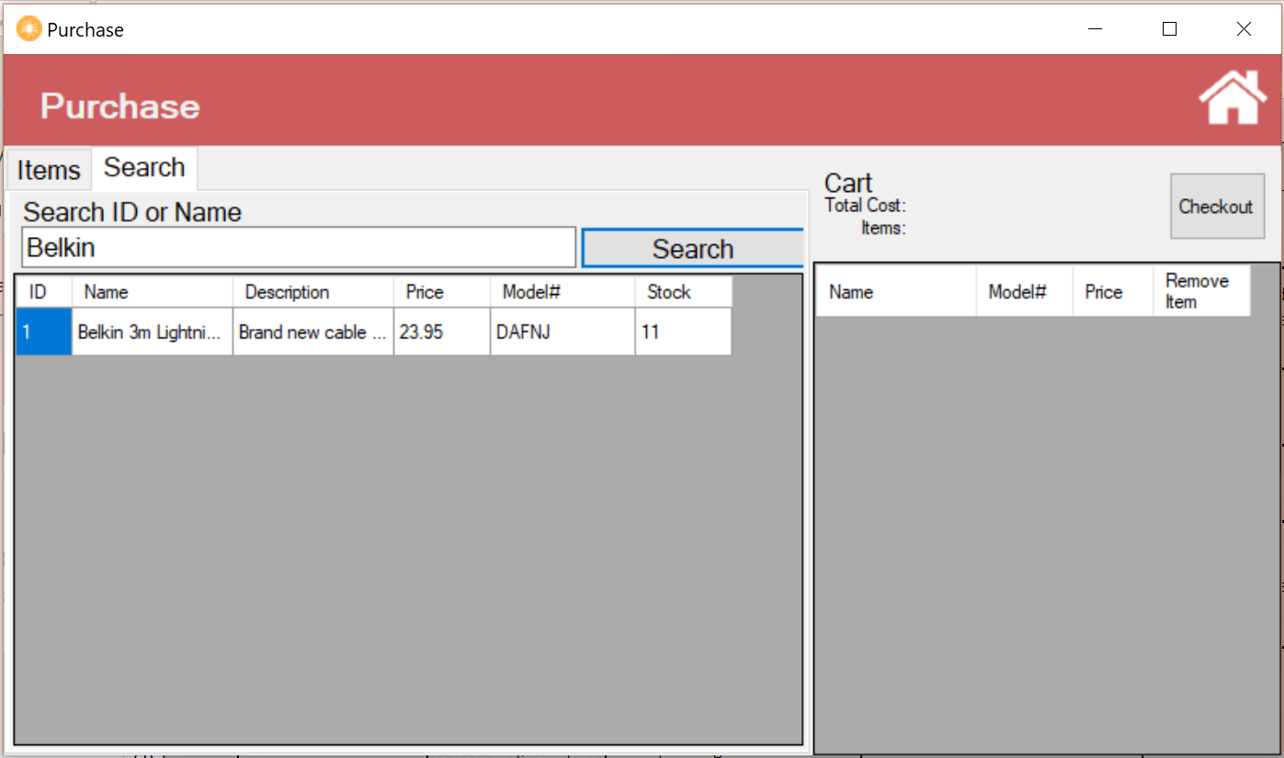 Purchase
Purchase
Items Search
Search ID or Name
Belkin Search
ID Name Description Price Model# Stock
1 Belkin 3m Lightni... Brand new cable ... 23.95 DAFNJ 11
Cart
Total Cost:
Items:
Checkout
Name Model# Price Remove Item